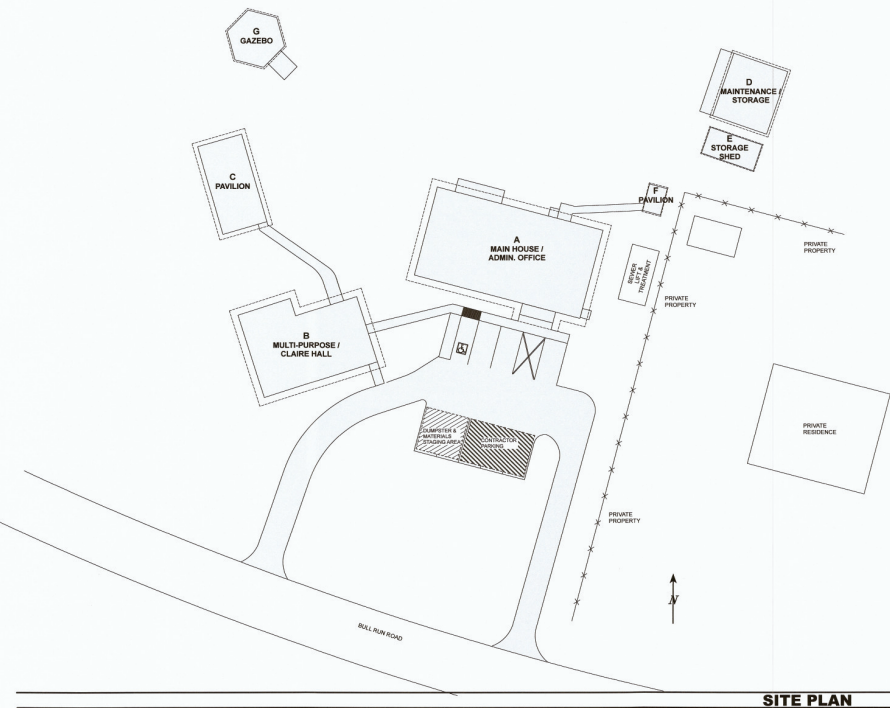 G
GAZEBO
D
MAINTENANCE /
STORAGE
E
STORAGE
SHED
C
PAVILION
F
PAVILION
A
MAIN HOUSE /
ADMIN. OFFICE
PRIVATE
PROPERTY
SEWER
LIFT &
TREATMENT
PRIVATE
PROPERTY
B
MULTI-PURPOSE /
CLAIRE HALL
DUMPSTER &
MATERIALS
STAGING AREA
CONTRACTOR
PARKING
PRIVATE
RESIDENCE
PRIVATE
PROPERTY
N
BULL RUN ROAD
SITE PLAN